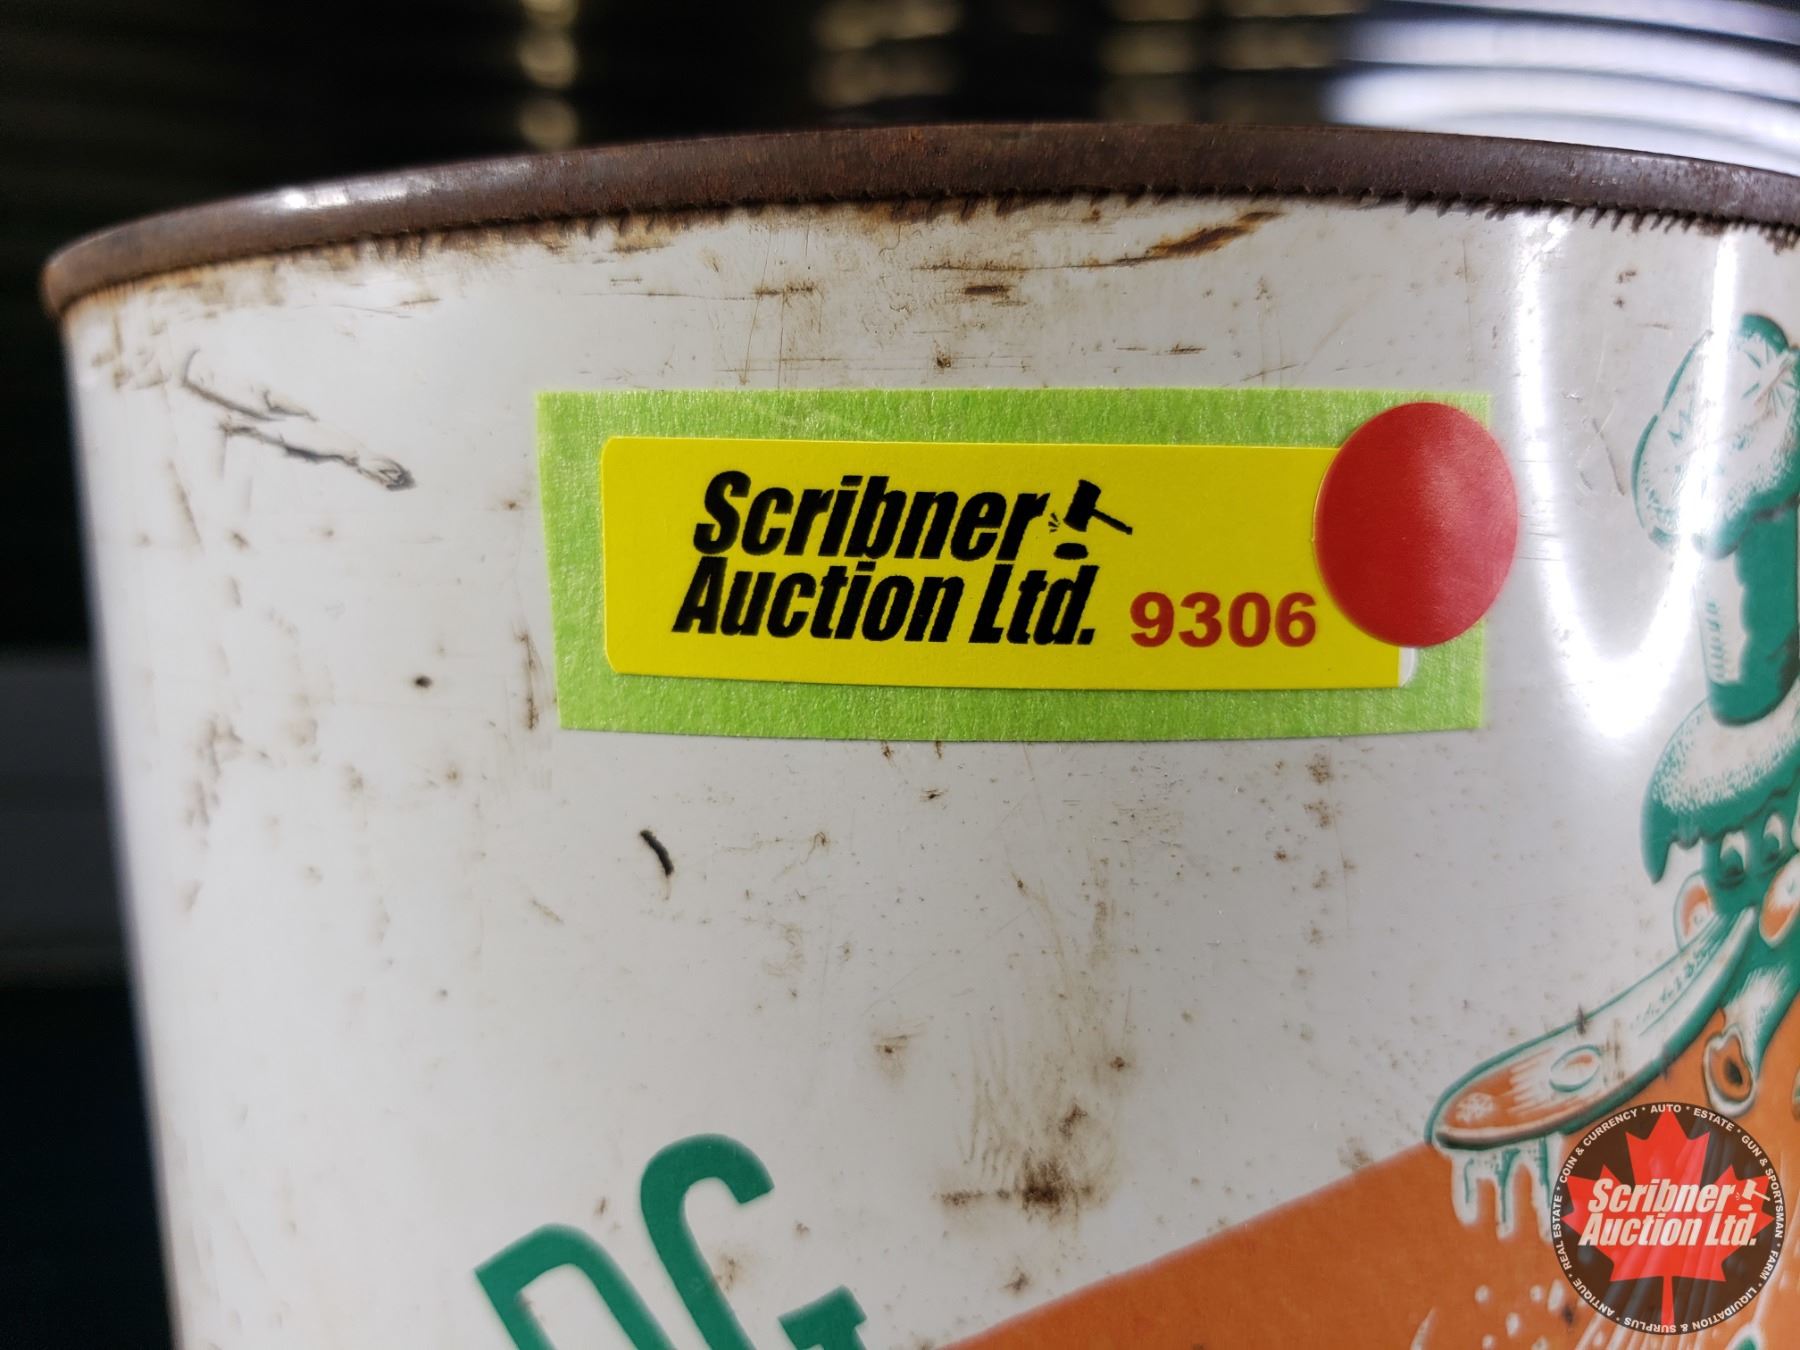 Scribner
Auction Ltd. 9306
DG
COIN & CURRENCY * AUTO * ESTATE * GUN & SPORTSMAN * FARM * LIQUIDATION & SURPLUS * ANTIQUE * REAL ESTATE *
Scribner
Auction Ltd.